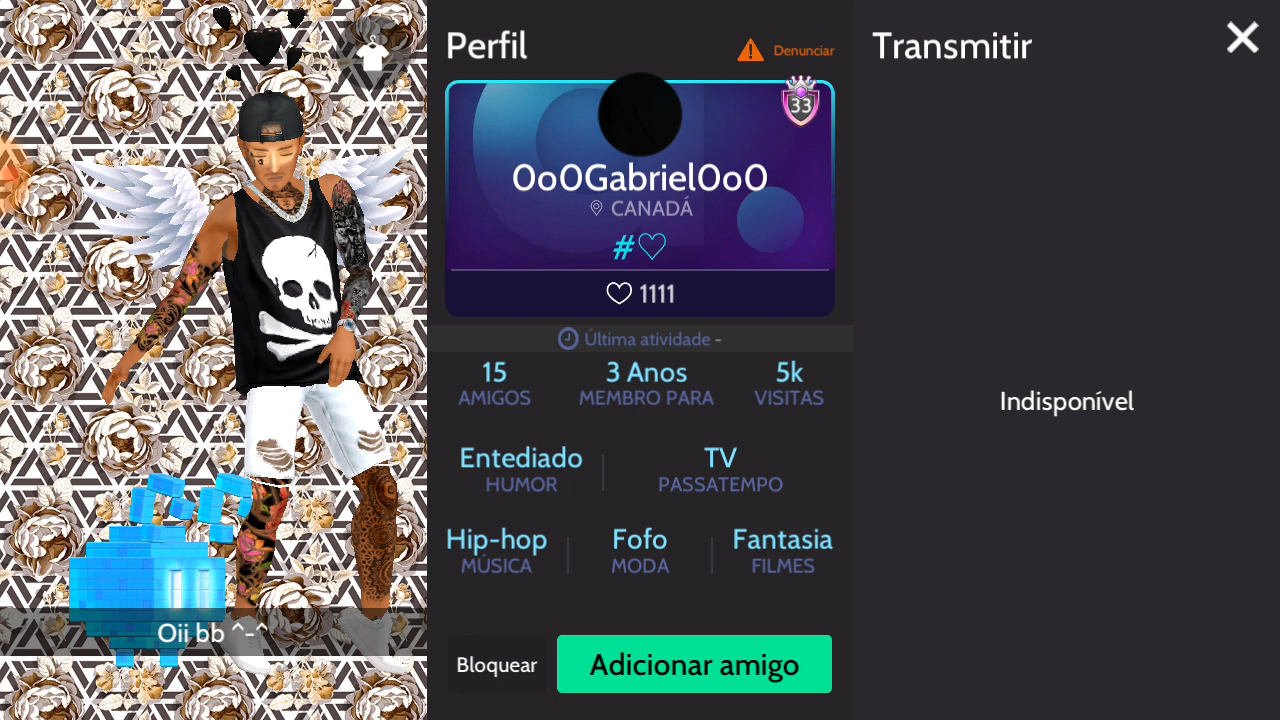 Oii bb ^-^
Perfil
Denunciar
33
0o0Gabriel0o0
CANADÁ
#♡
1111
Última atividade -
15
AMIGOS
3 Anos
MEMBRO PARA
5k
VISITAS
Entediado
HUMOR
TV
PASSATEMPO
Hip-hop
MÚSICA
Fofo
MODA
Fantasia
FILMES
Bloquear
Adicionar amigo
Transmitir
Indisponível